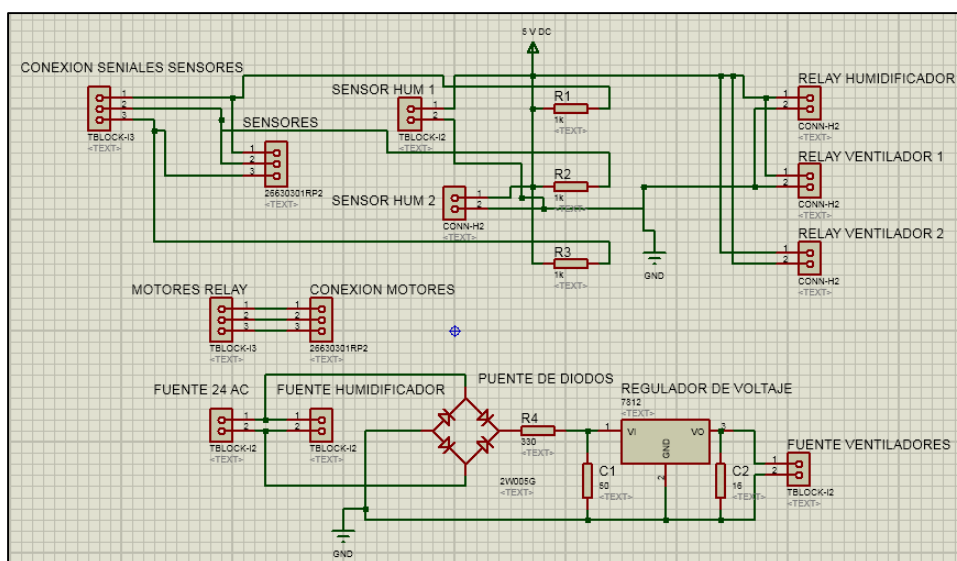 5 V DC
CONEXION SENIALES SENSORES
1
2
3
TBLOCK-I3
<TEXT>
SENSORES
1
2
3
26630301RP2
<TEXT>
SENSOR HUM 1
1
2
TBLOCK-I2
<TEXT>
SENSOR HUM 2
1
2
CONN-H2
<TEXT>
R1
1k
<TEXT>
R2
1k
<TEXT>
R3
1k
<TEXT>
GND
RELAY HUMIDIFICADOR
1
2
CONN-H2
<TEXT>
RELAY VENTILADOR 1
1
2
CONN-H2
<TEXT>
RELAY VENTILADOR 2
1
2
CONN-H2
<TEXT>
MOTORES RELAY
1
2
3
TBLOCK-I3
<TEXT>
CONEXION MOTORES
1
2
3
26630301RP2
<TEXT>
FUENTE 24 AC
1
2
TBLOCK-I2
<TEXT>
FUENTE HUMIDIFICADOR
1
2
TBLOCK-I2
<TEXT>
PUENTE DE DIODOS
2W005G
<TEXT>
R4
330
<TEXT>
REGULADOR DE VOLTAJE
7812
<TEXT>
1
VI
VO
3
GND
2
C1
50
<TEXT>
C2
16
<TEXT>
FUENTE VENTILADORES
1
2
TBLOCK-I2
<TEXT>
GND